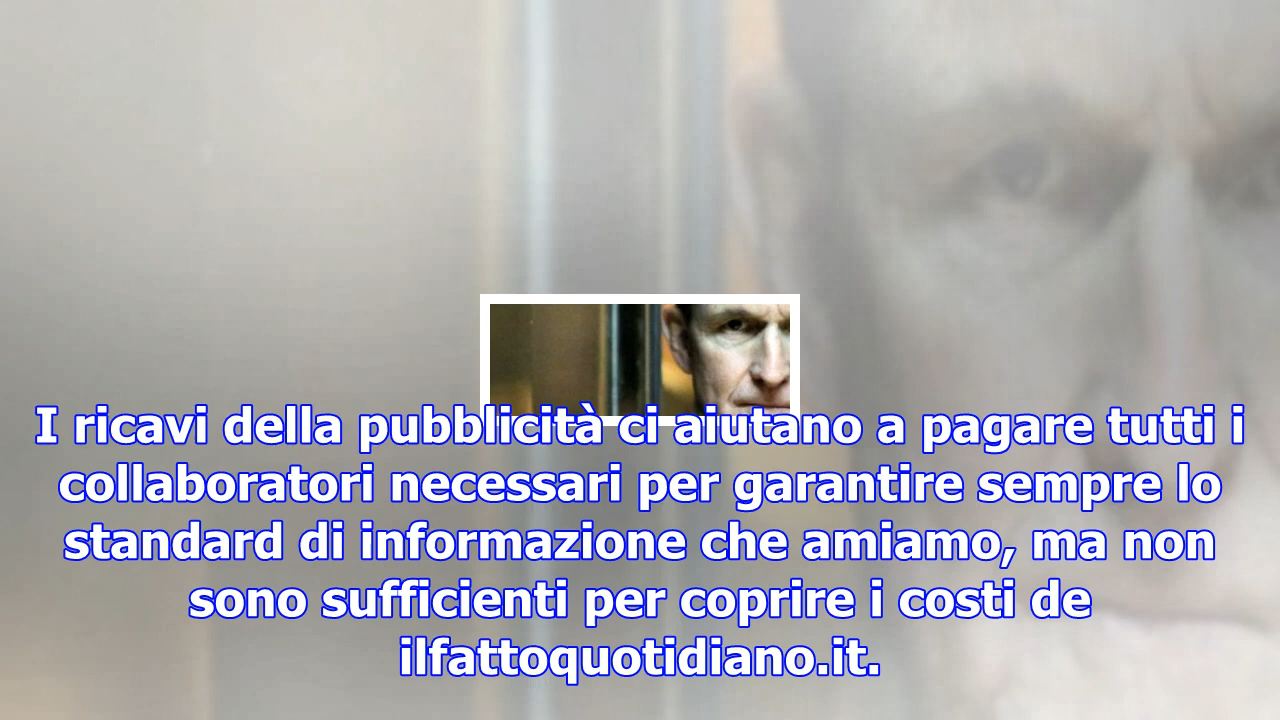 I ricavi della pubblicità ci aiutano a pagare tutti i
collaboratori necessari per garantire sempre lo
standard di informazione che amiamo, ma non
sono sufficienti per coprire i costi de
ilfattoquotidiano.it.